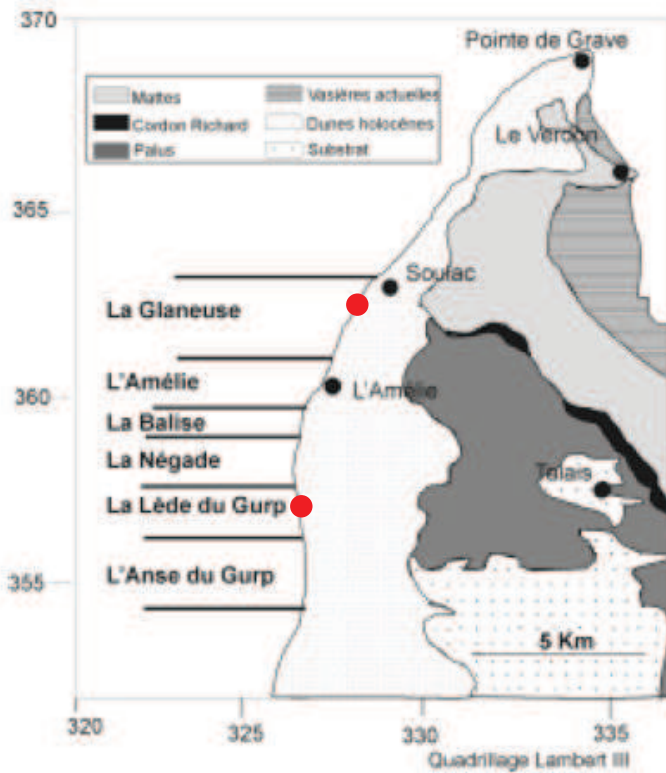 370
Pointe de Grave
Mattes
Vasières actuelles
Cordon Richard
Dunes holocènes
Palus
Substrat
Le Verdon
365
Soulac
La Glaneuse
L'Amélie
360
L'Amélie
La Balise
La Négade
Talais
La Lède du Gurp
355
L'Anse du Gurp
5 Km
320
325
330
335
Quadrillage Lambert III